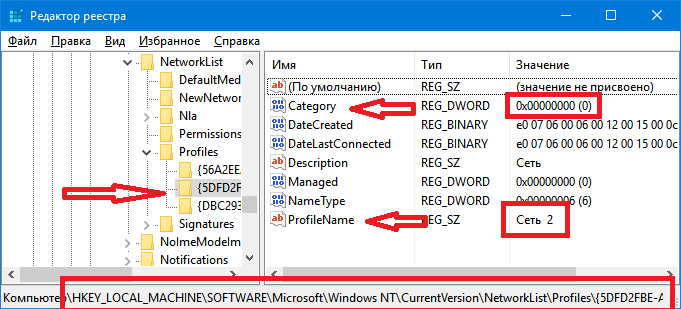 Редактор реестра
Файл Правка Вид Избранное Справка
NetworkList
DefaultMed
NewNetwork
Nla
Permissions
Profiles
{56A2EEA
{5DFD2F
{DBC293
Signatures
NoImeModeIm
Notifications
Имя Тип Значение
(По умолчанию) REG_SZ (значение не присвоено)
Category REG_DWORD 0x00000000 (0)
DateCreated REG_BINARY e0 07 06 00 06 00 12 00 15 00 0c
DateLastConnected REG_BINARY e0 07 06 00 06 00 12 00 15 00 0c
Description REG_SZ Сеть
Managed REG_DWORD 0x00000000 (0)
NameType REG_DWORD 0x00000006 (6)
ProfileName REG_SZ Сеть 2
Компьютер\HKEY_LOCAL_MACHINE\SOFTWARE\Microsoft\Windows NT\CurrentVersion\NetworkList\Profiles\{5DFD2FBE-A